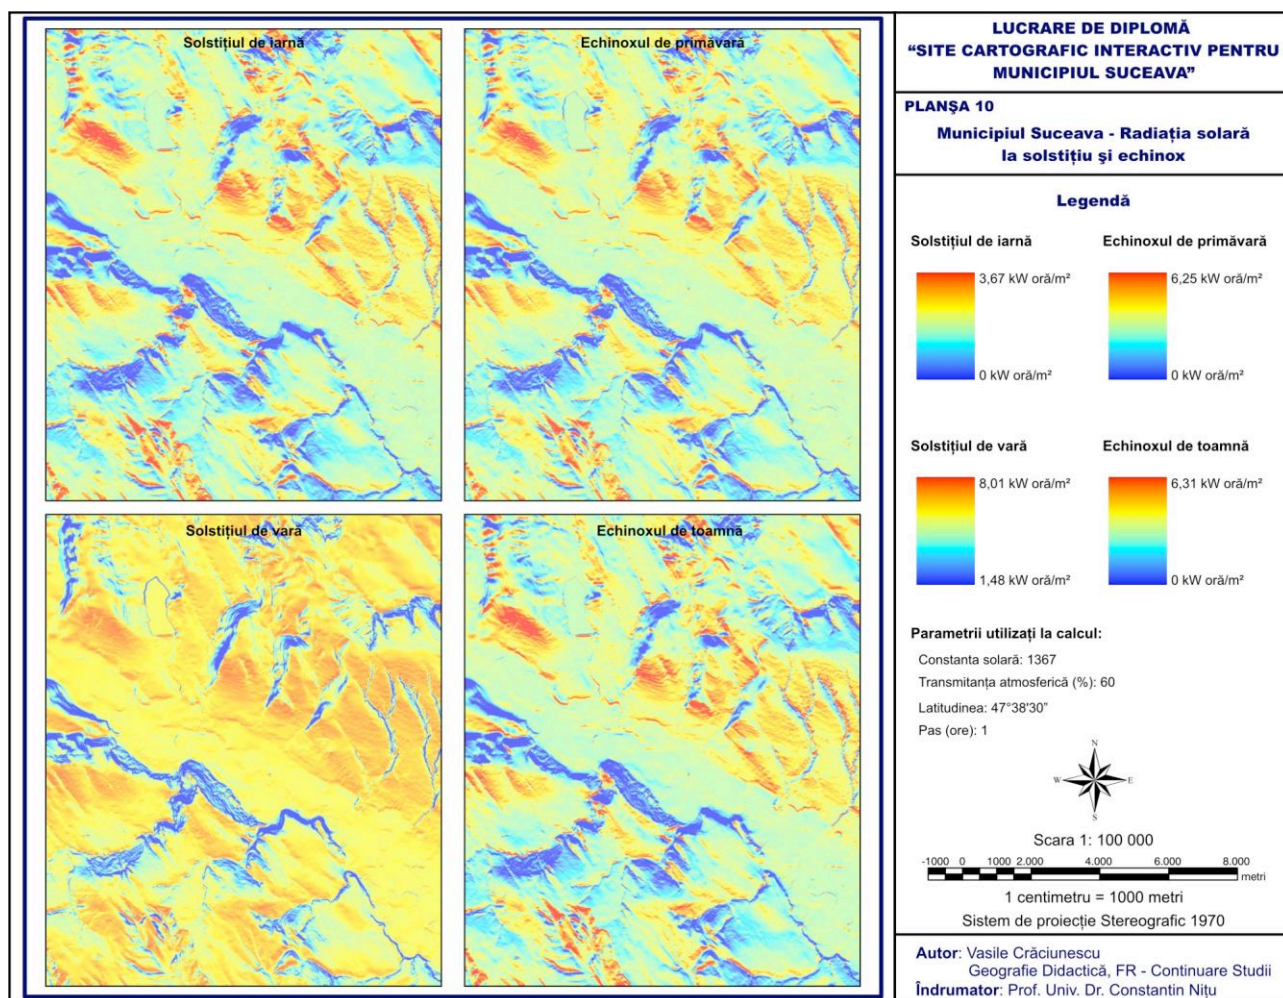 Solstițiul de iarnă
Echinoxul de primăvară
Solstițiul de vară
Echinoxul de toamnă
LUCRARE DE DIPLOMĂ
“SITE CARTOGRAFIC INTERACTIV PENTRU
MUNICIPIUL SUCEAVA”
PLANŞA 10
Municipiul Suceava - Radiația solară
la solstițiu şi echinox
Legendă
Solstițiul de iarnă
3,67 kW oră/m²
0 kW oră/m²
Echinoxul de primăvară
6,25 kW oră/m²
0 kW oră/m²
Solstițiul de vară
8,01 kW oră/m²
1,48 kW oră/m²
Echinoxul de toamnă
6,31 kW oră/m²
0 kW oră/m²
Parametrii utilizați la calcul:
Constanta solară: 1367
Transmitanța atmosferică (%): 60
Latitudinea: 47°38'30”
Pas (ore): 1
N
W E
S
Scara 1: 100 000
-1000 0 1000 2.000 4.000 6.000 8.000
metri
1 centimetru = 1000 metri
Sistem de proiecție Stereografic 1970
Autor: Vasile Crăciunescu
Geografie Didactică, FR - Continuare Studii
Îndrumator: Prof. Univ. Dr. Constantin Nițu